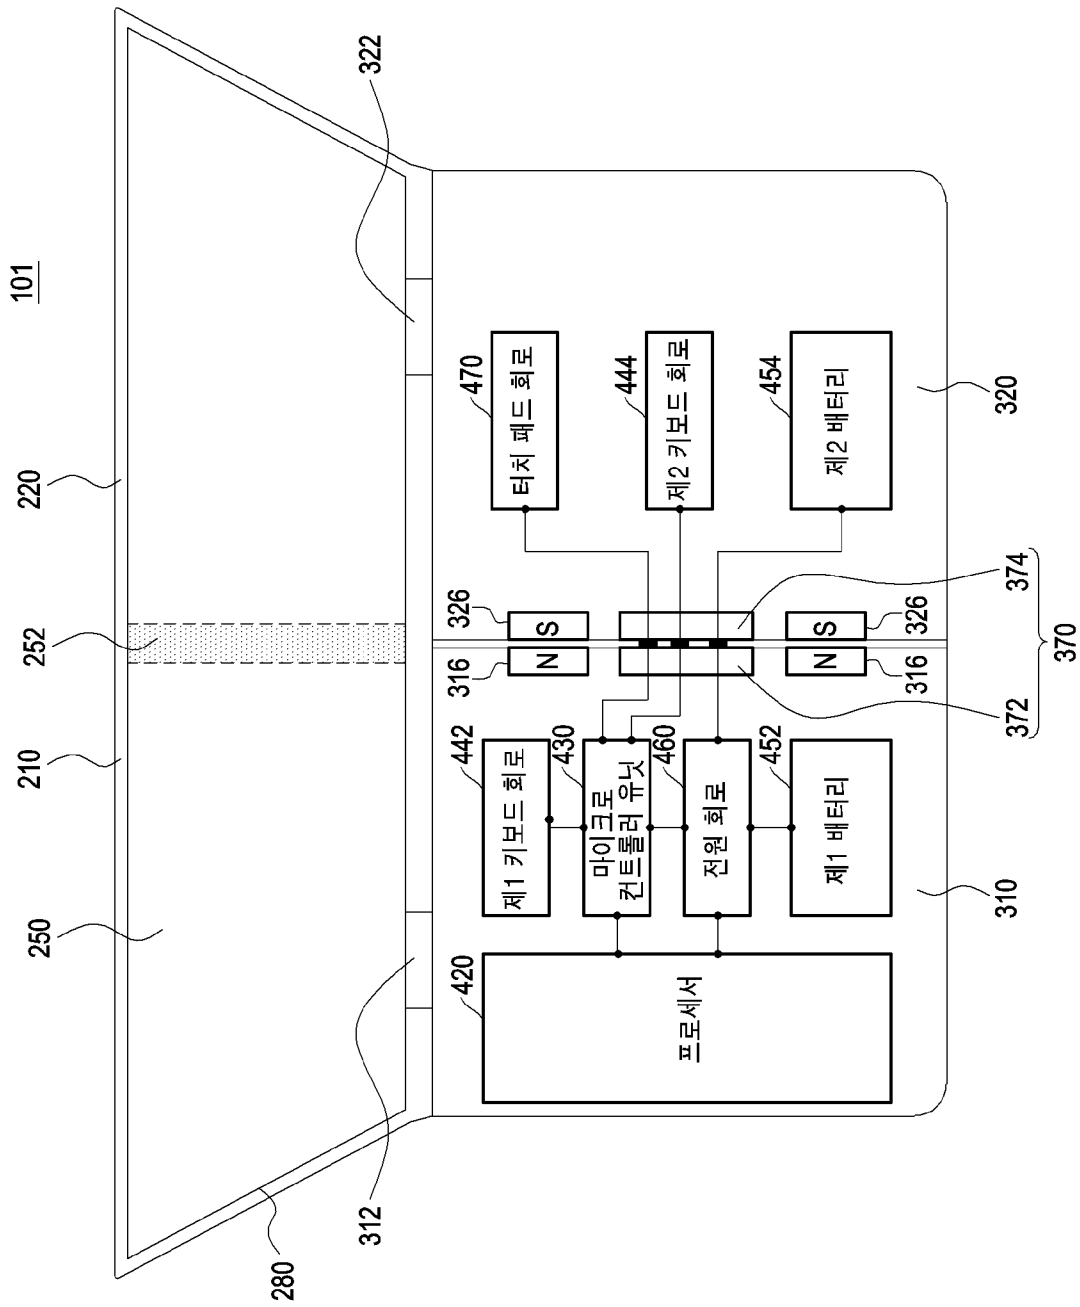 101
210
252
220
250
280
312
322
420
442
316
326
470
프로세서
제1 키보드 회로
N
S
터치 패드 회로
430
444
마이크로
컨트롤러 유닛
제2 키보드 회로
460
전원 회로
452
454
제1 배터리
N
S
제2 배터리
316
326
310
372
374
320
370